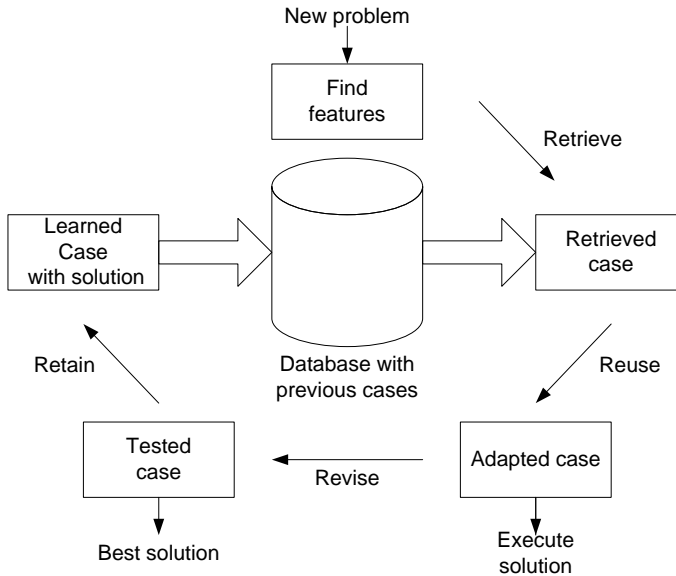 New problem
Find
features
Retrieve
Learned
Case
with solution
Retrieved
case
Database with
previous cases
Retain
Reuse
Tested
case
Revise
Adapted case
Best solution
Execute
solution